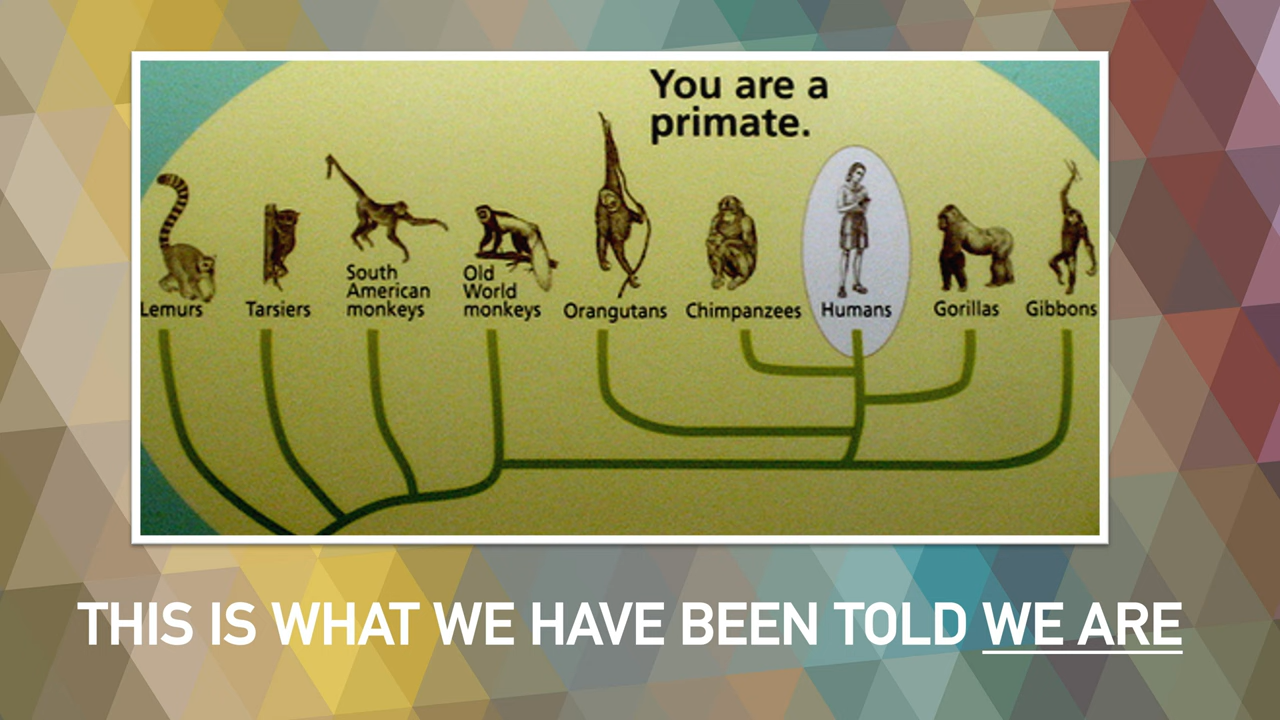 You are a
primate.
Lemurs
Tarsiers
South
American
monkeys
Old
World
monkeys
Orangutans
Chimpanzees
Humans
Gorillas
Gibbons
THIS IS WHAT WE HAVE BEEN TOLD WE ARE